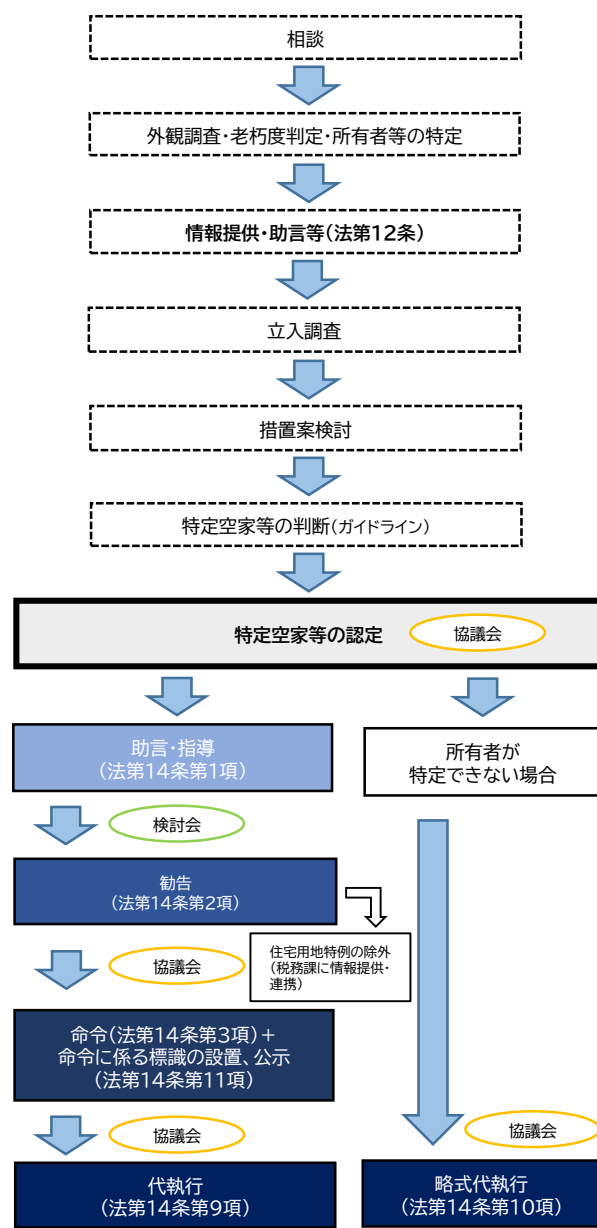 相談
外観調査・老朽度判定・所有者等の特定
情報提供・助言等(法第12条)
立入調査
措置案検討
特定空家等の判断(ガイドライン)
特定空家等の認定
協議会
助言・指導
(法第14条第1項)
所有者が
特定できない場合
検討会
勧告
(法第14条第2項)
住宅用地特例の除外
(税務課に情報提供・
連携)
協議会
命令(法第14条第3項)+
命令に係る標識の設置、公示
(法第14条第11項)
協議会
協議会
代執行
(法第14条第9項)
略式代執行
(法第14条第10項)